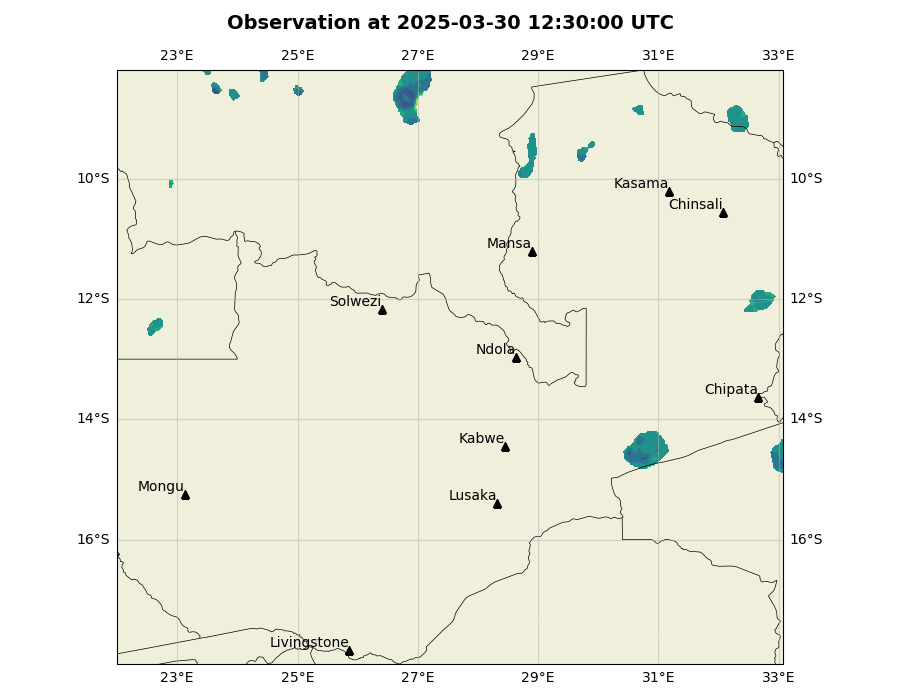 Observation at 2025-03-30 12:30:00 UTC
23°E 25°E 27°E 29°E 31°E 33°E
10°S 10°S
Kasama
Chinsali
Mansa
12°S 12°S
Solwezi
Ndola
Chipata
14°S 14°S
Kabwe
Mongu
Lusaka
16°S 16°S
Livingstone
23°E 25°E 27°E 29°E 31°E 33°E